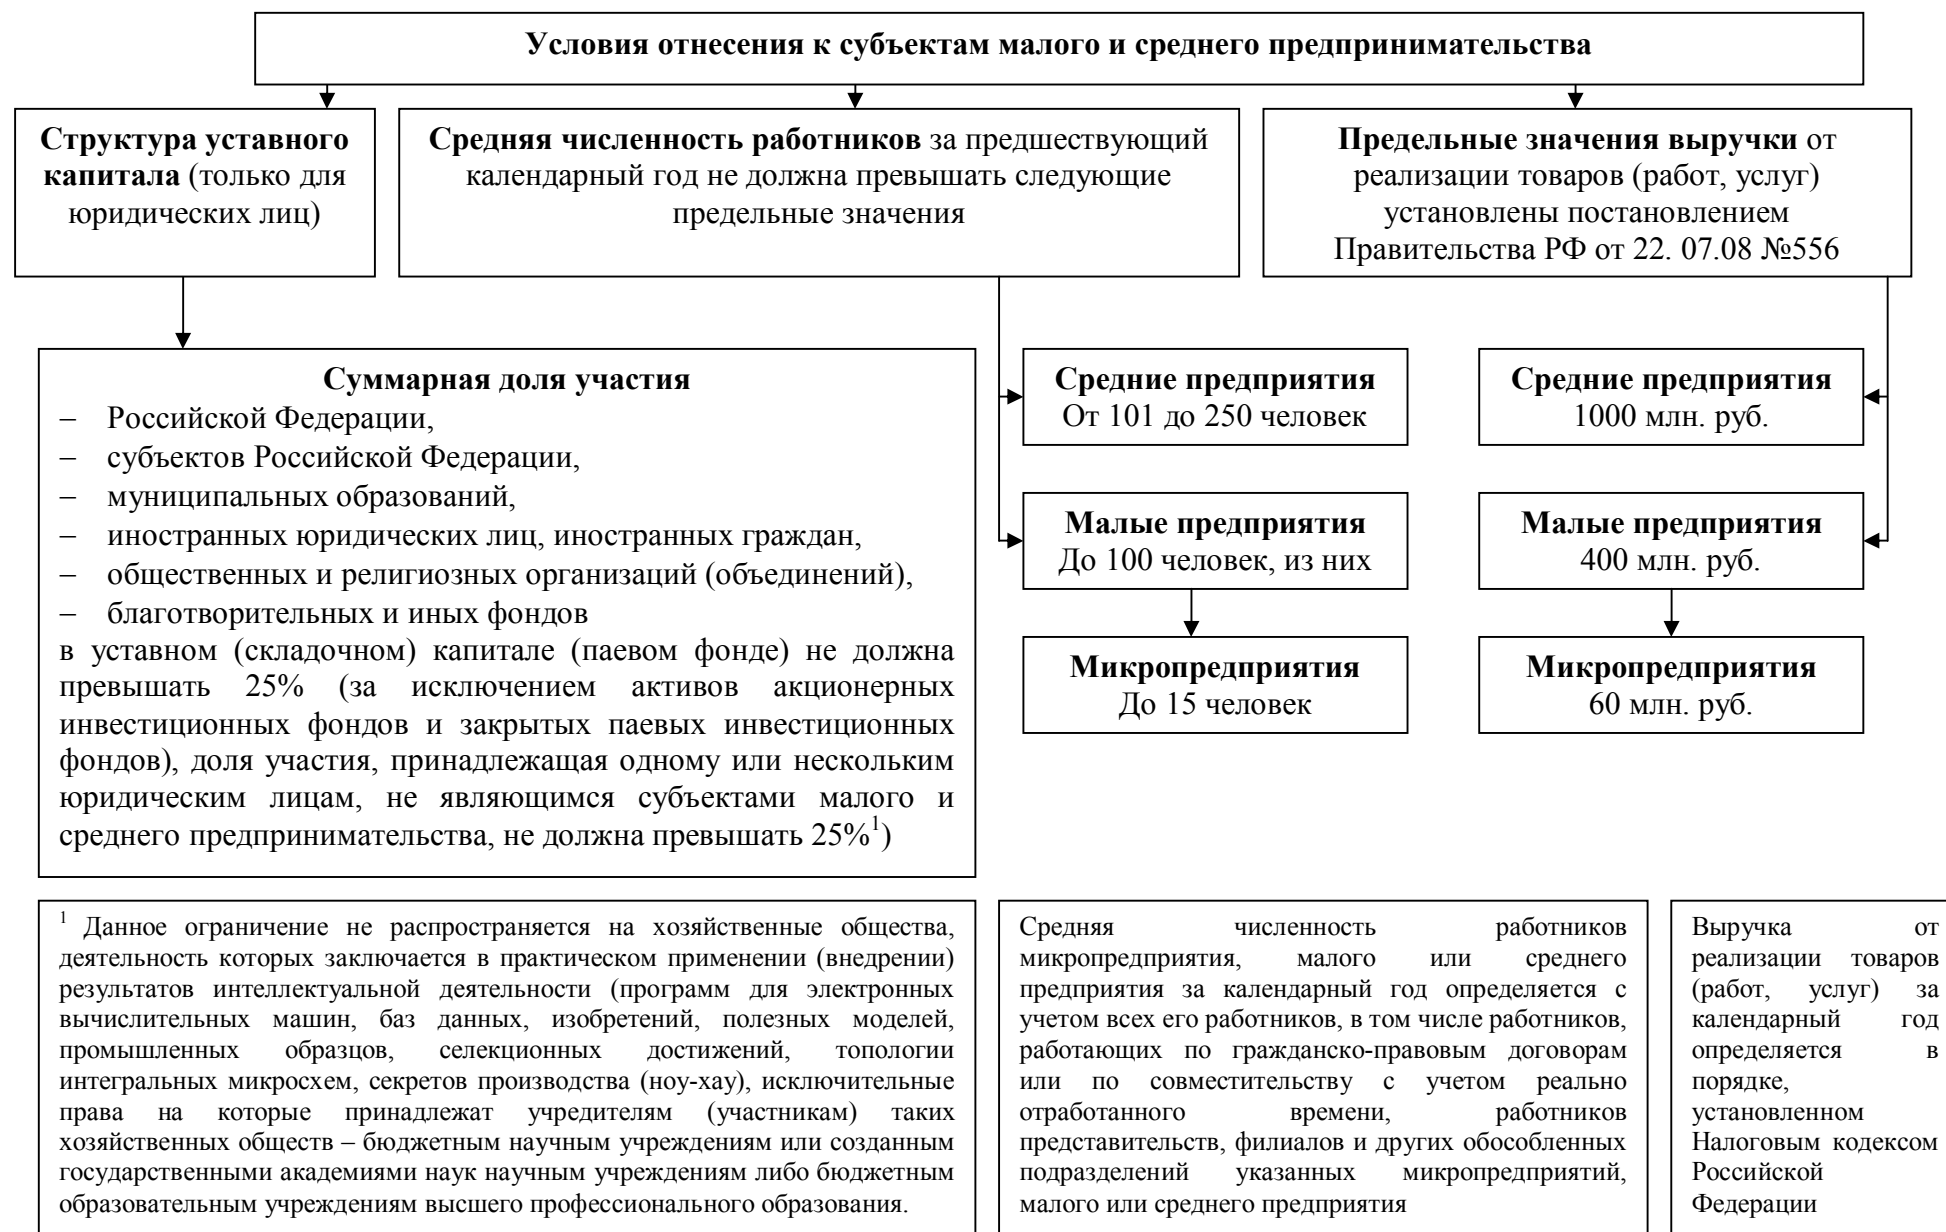 Условия отнесения к субъектам малого и среднего предпринимательства
Структура уставного
капитала (только для
юридических лиц)
Средняя численность работников за предшествующий
календарный год не должна превышать следующие
предельные значения
Предельные значения выручки от
реализации товаров (работ, услуг)
установлены постановлением
Правительства РФ от 22. 07.08 №556
Суммарная доля участия
– Российской Федерации,
– субъектов Российской Федерации,
– муниципальных образований,
– иностранных юридических лиц, иностранных граждан,
– общественных и религиозных организаций (объединений),
– благотворительных и иных фондов
в уставном (складочном) капитале (паевом фонде) не должна
превышать 25% (за исключением активов акционерных
инвестиционных фондов и закрытых паевых инвестиционных
фондов), доля участия, принадлежащая одному или нескольким
юридическим лицам, не являющимся субъектами малого и
среднего предпринимательства, не должна превышать 25%¹)
Средние предприятия
От 101 до 250 человек
Малые предприятия
До 100 человек, из них
Микропредприятия
До 15 человек
Средние предприятия
1000 млн. руб.
Малые предприятия
400 млн. руб.
Микропредприятия
60 млн. руб.
¹ Данное ограничение не распространяется на хозяйственные общества,
деятельность которых заключается в практическом применении (внедрении)
результатов интеллектуальной деятельности (программ для электронных
вычислительных машин, баз данных, изобретений, полезных моделей,
промышленных образцов, селекционных достижений, топологии
интегральных микросхем, секретов производства (ноу-хау), исключительные
права на которые принадлежат учредителям (участникам) таких
хозяйственных обществ – бюджетным научным учреждениям или созданным
государственными академиями наук научным учреждениям либо бюджетным
образовательным учреждениям высшего профессионального образования.
Средняя численность работников
микропредприятия, малого или среднего
предприятия за календарный год определяется с
учетом всех его работников, в том числе работников,
работающих по гражданско-правовым договорам
или по совместительству с учетом реально
отработанного времени, работников
представительств, филиалов и других обособленных
подразделений указанных микропредприятий,
малого или среднего предприятия
Выручка от
реализации товаров
(работ, услуг) за
календарный год
определяется в
порядке,
установленном
Налоговым кодексом
Российской
Федерации